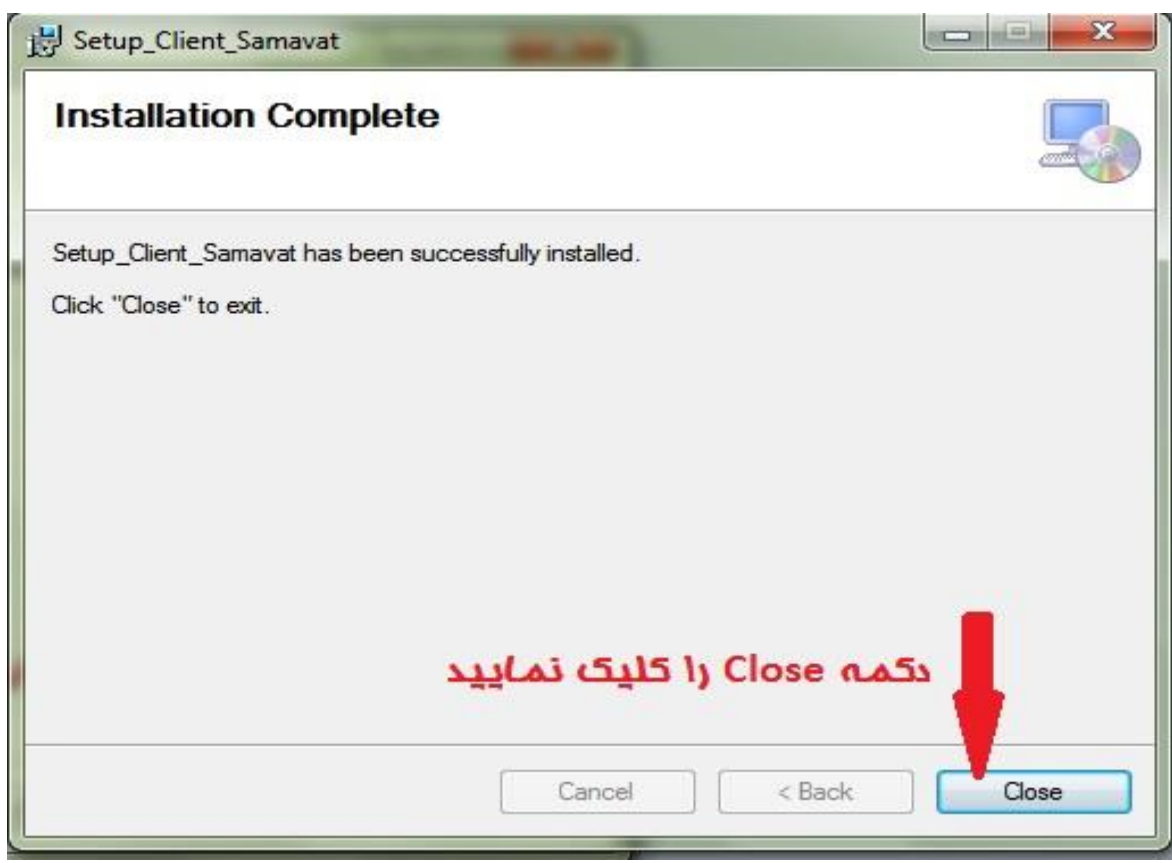 Setup_Client_Samavat
Installation Complete
Setup_Client_Samavat has been successfully installed.
Click "Close" to exit.
دکمه Close را کلیک نمایید
Cancel
< Back
Close